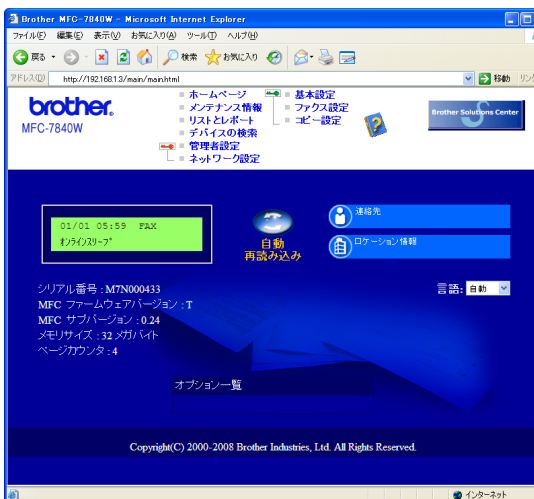 Brother MFC-7840W - Microsoft Internet Explorer
ファイル(F) 編集(E) 表示(V) お気に入り(A) ツール(T) ヘルプ(H)
戻る 検索 お気に入り
アドレス(D) http://192.168.1.3/main/main.html 移動 リンク
brother.
MFC-7840W
ホームページ
メンテナンス情報
リストとレポート
デバイスの検索
管理者設定
ネットワーク設定
基本設定
ファクス設定
コピー設定
Brother Solutions Center
01/01 05:59 FAX
オンラインスリープ
自動
再読み込み
連絡先
ロケーション情報
シリアル番号 : M7N000433
MFC ファームウェアバージョン : T
MFC サブバージョン : 0.24
メモリサイズ : 32 メガバイト
ページカウンタ : 4
言語: 自動
オプション一覧
Copyright(C) 2000-2008 Brother Industries, Ltd. All Rights Reserved.
インターネット